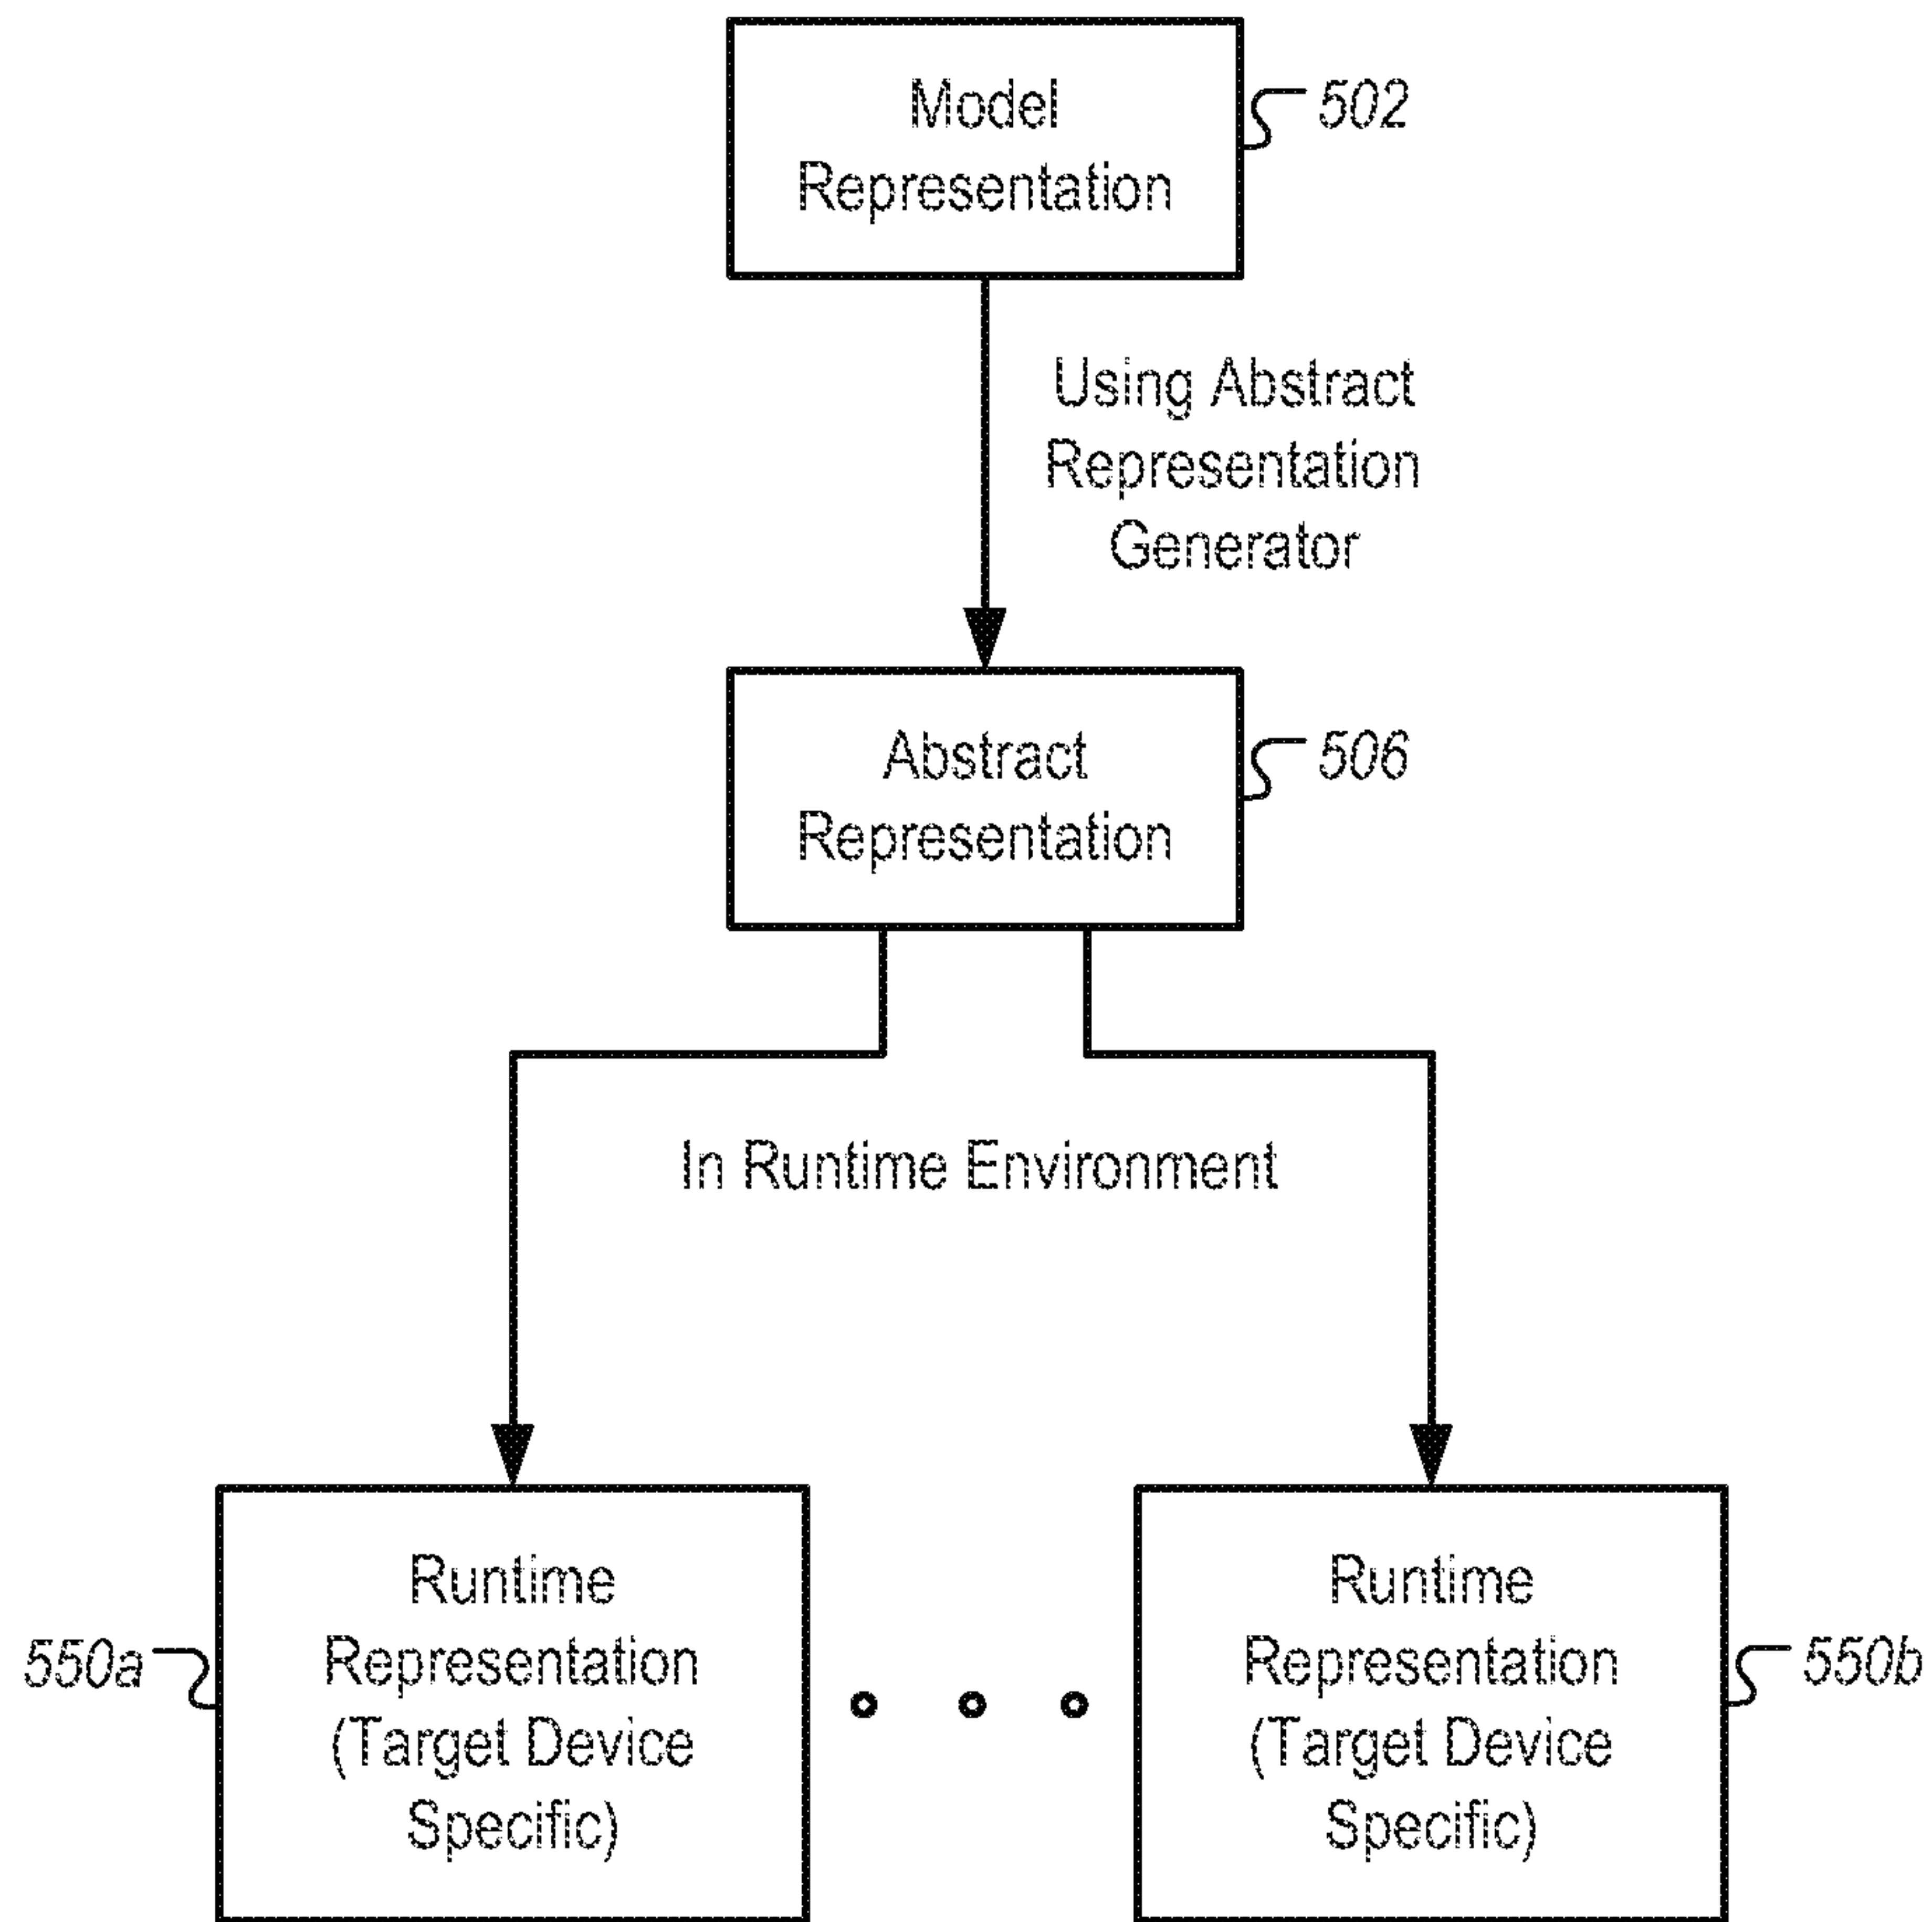 Model
Representation
502
Using Abstract
Representation
Generator
Abstract
Representation
506
In Runtime Environment
550a
Runtime
Representation
(Target Device
Specific)
Runtime
Representation
(Target Device
Specific)
550b